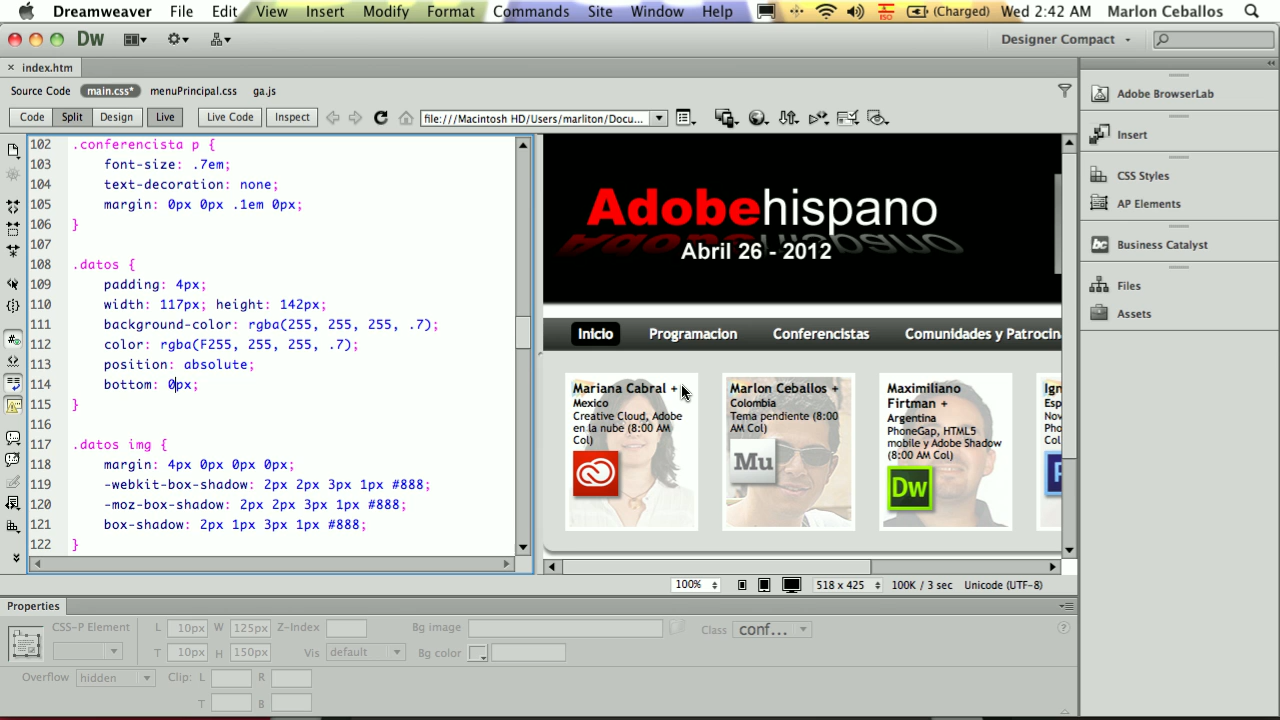 Dreamweaver File Edit View Insert Modify Format Commands Site Window Help (Charged) Wed 2:42 AM Marlon Ceballos
Dw Designer Compact
× index.htm
Source Code main.css* menuPrincipal.css ga.js
Code Split Design Live Live Code Inspect file:///Macintosh HD/Users/marliton/Docu...
102 .conferencista p {
103 font-size: .7em;
104 text-decoration: none;
105 margin: 0px 0px .1em 0px;
106 }
107
108 .datos {
109 padding: 4px;
110 width: 117px; height: 142px;
111 background-color: rgba(255, 255, 255, .7);
112 color: rgba(F255, 255, 255, .7);
113 position: absolute;
114 bottom: 0px;
115 }
116
117 .datos img {
118 margin: 4px 0px 0px 0px;
119 -webkit-box-shadow: 2px 2px 3px 1px #888;
120 -moz-box-shadow: 2px 2px 3px 1px #888;
121 box-shadow: 2px 1px 3px 1px #888;
122 }
Adobehispano
Abril 26 - 2012
Inicio Programacion Conferencistas Comunidades y Patrocin
Mariana Cabral +
Mexico
Creative Cloud, Adobe
en la nube (8:00 AM
Col)
Marlon Ceballos +
Colombia
Tema pendiente (8:00
AM Col)
Mu
Maximiliano
Firtman +
Argentina
PhoneGap, HTML5
mobile y Adobe Shadow
(8:00 AM Col)
Dw
Ign
Esp
Nov
Pho
Col
100% 518 x 425 100K / 3 sec Unicode (UTF-8)
Adobe BrowserLab
Insert
CSS Styles
AP Elements
Business Catalyst
Files
Assets
Properties
CSS-P Element L 10px W 125px Z-Index Bg image Class conf...
T 10px H 150px Vis default Bg color
Overflow hidden Clip: L R
T B